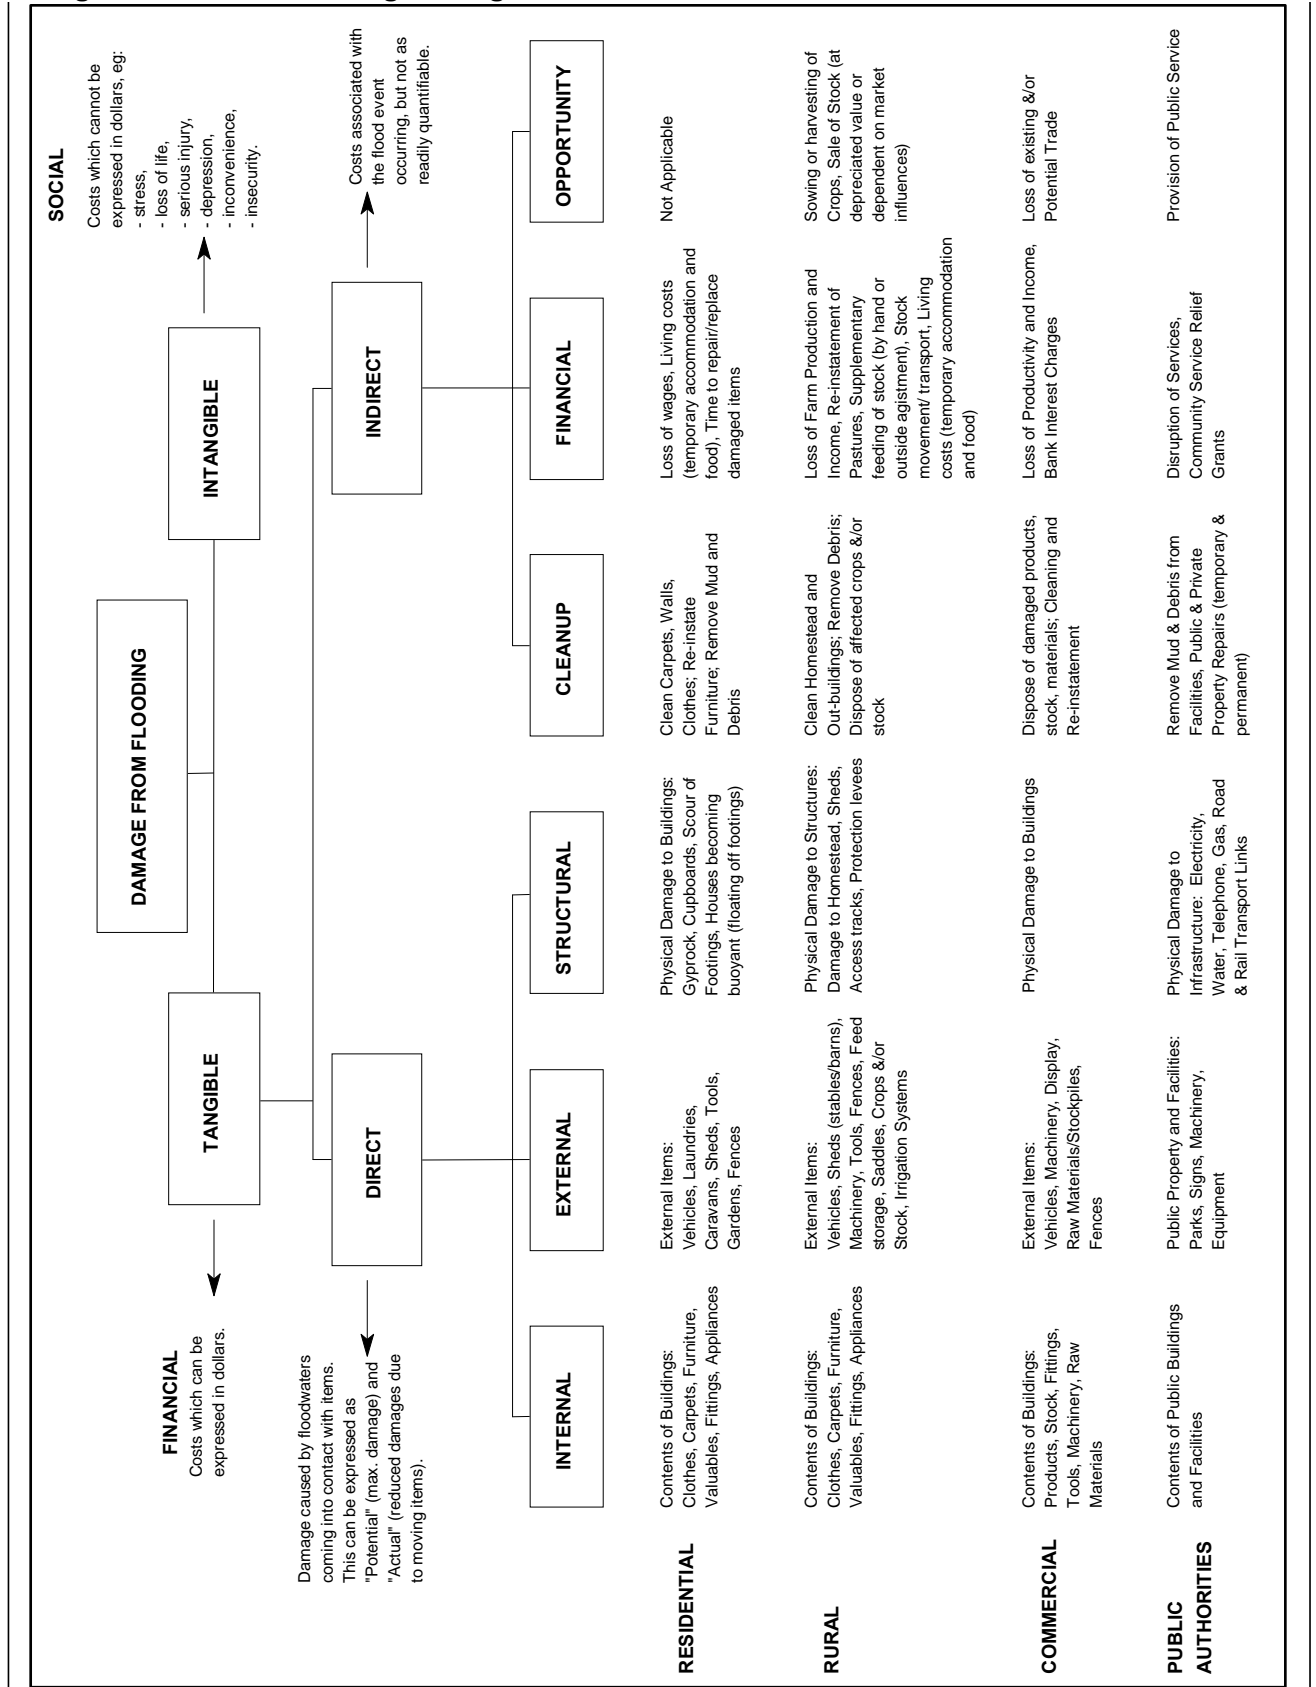 DAMAGE FROM FLOODING
FINANCIAL
Costs which can be
expressed in dollars.
TANGIBLE
INTANGIBLE
SOCIAL
Costs which cannot be
expressed in dollars, eg:
- stress,
- loss of life,
- serious injury,
- depression,
- inconvenience,
- insecurity.
Damage caused by floodwaters
coming into contact with items.
This can be expressed as
"Potential" (max. damage) and
"Actual" (reduced damages due
to moving items).
DIRECT
INDIRECT
Costs associated with
the flood event
occurring, but not as
readily quantifiable.
INTERNAL
EXTERNAL
STRUCTURAL
CLEANUP
FINANCIAL
OPPORTUNITY
RESIDENTIAL
Contents of Buildings:
Clothes, Carpets, Furniture,
Valuables, Fittings, Appliances
External Items:
Vehicles, Laundries,
Caravans, Sheds, Tools,
Gardens, Fences
Physical Damage to Buildings:
Gyprock, Cupboards, Scour of
Footings, Houses becoming
buoyant (floating off footings)
Clean Carpets, Walls,
Clothes; Re-instate
Furniture; Remove Mud and
Debris
Loss of wages, Living costs
(temporary accommodation and
food), Time to repair/replace
damaged items
Not Applicable
RURAL
Contents of Buildings:
Clothes, Carpets, Furniture,
Valuables, Fittings, Appliances
External Items:
Vehicles, Sheds (stables/barns),
Machinery, Tools, Fences, Feed
storage, Saddles, Crops &/or
Stock, Irrigation Systems
Physical Damage to Structures:
Damage to Homestead, Sheds,
Access tracks, Protection levees
Clean Homestead and
Out-buildings; Remove Debris;
Dispose of affected crops &/or
stock
Loss of Farm Production and
Income, Re-instatement of
Pastures, Supplementary
feeding of stock (by hand or
outside agistment), Stock
movement/ transport, Living
costs (temporary accommodation
and food)
Sowing or harvesting of
Crops, Sale of Stock (at
depreciated value or
dependent on market
influences)
COMMERCIAL
Contents of Buildings:
Products, Stock, Fittings,
Tools, Machinery, Raw
Materials
External Items:
Vehicles, Machinery, Display,
Raw Materials/Stockpiles,
Fences
Physical Damage to Buildings
Dispose of damaged products,
stock, materials; Cleaning and
Re-instatement
Loss of Productivity and Income,
Bank Interest Charges
Loss of existing &/or
Potential Trade
PUBLIC
AUTHORITIES
Contents of Public Buildings
and Facilities
Public Property and Facilities:
Parks, Signs, Machinery,
Equipment
Physical Damage to
Infrastructure: Electricity,
Water, Telephone, Gas, Road
& Rail Transport Links
Remove Mud & Debris from
Facilities, Public & Private
Property Repairs (temporary &
permanent)
Disruption of Services,
Community Service Relief
Grants
Provision of Public Service